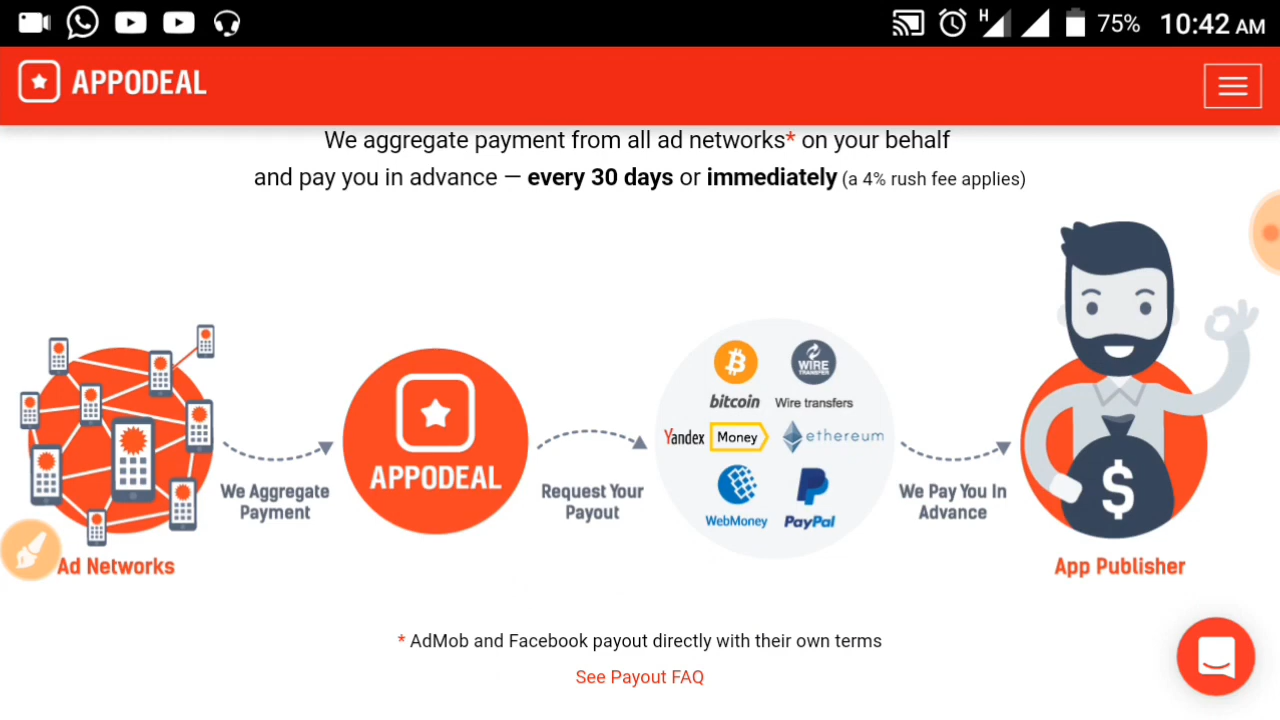 H
75%
10:42 AM
APPODEAL
We aggregate payment from all ad networks* on your behalf
and pay you in advance — every 30 days or immediately (a 4% rush fee applies)
bitcoin
WIRE
TRANSFER
Wire transfers
Yandex Money
ethereum
WebMoney
PayPal
APPODEAL
We Aggregate
Payment
Request Your
Payout
We Pay You In
Advance
$
Ad Networks
App Publisher
* AdMob and Facebook payout directly with their own terms
See Payout FAQ